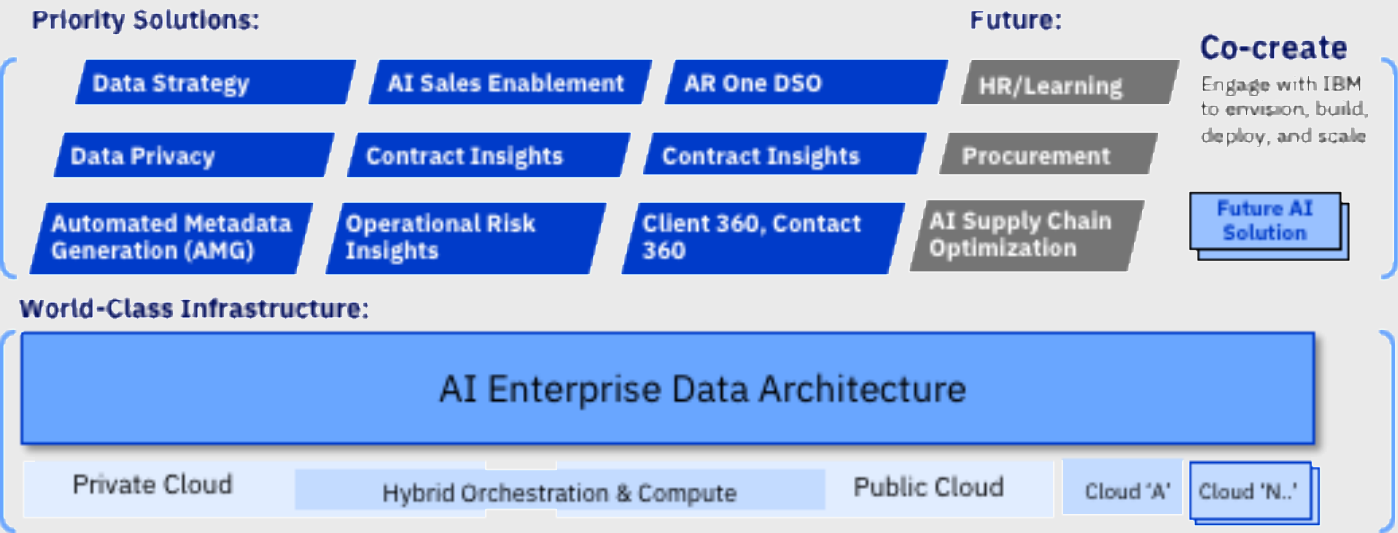 Priority Solutions:
Future:
Co-create
Engage with IBM
to envision, build,
deploy, and scale
Data Strategy
AI Sales Enablement
AR One DSO
HR/Learning
Data Privacy
Contract Insights
Contract Insights
Procurement
Automated Metadata
Generation (AMG)
Operational Risk
Insights
Client 360, Contact
360
AI Supply Chain
Optimization
Future AI
Solution
World-Class Infrastructure:
AI Enterprise Data Architecture
Private Cloud
Hybrid Orchestration & Compute
Public Cloud
Cloud 'A'
Cloud 'N..'